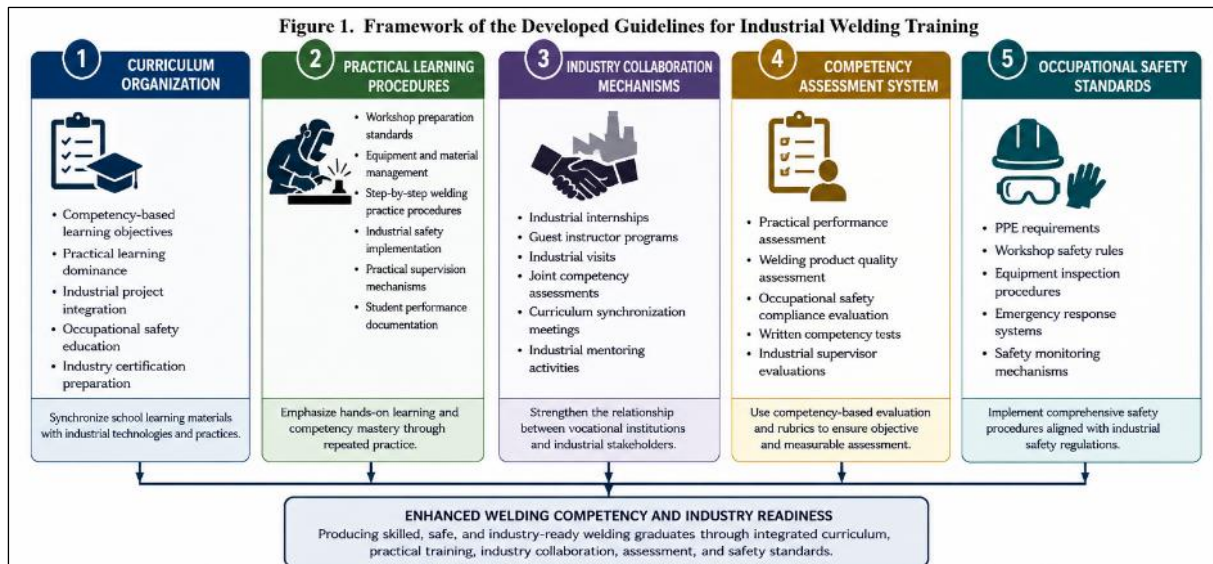 Figure 1. Framework of the Developed Guidelines for Industrial Welding Training
1
CURRICULUM
ORGANIZATION
• Competency-based
learning objectives
• Practical learning
dominance
• Industrial project
integration
• Occupational safety
education
• Industry certification
preparation
Synchronize school learning materials
with industrial technologies and practices.
2
PRACTICAL LEARNING
PROCEDURES
• Workshop preparation
standards
• Equipment and material
management
• Step-by-step welding
practice procedures
• Industrial safety
implementation
• Practical supervision
mechanisms
• Student performance
documentation
Emphasize hands-on learning and
competency mastery through
repeated practice.
3
INDUSTRY COLLABORATION
MECHANISMS
• Industrial internships
• Guest instructor programs
• Industrial visits
• Joint competency
assessments
• Curriculum synchronization
meetings
• Industrial mentoring
activities
Strengthen the relationship
between vocational institutions
and industrial stakeholders.
4
COMPETENCY
ASSESSMENT SYSTEM
• Practical performance
assessment
• Welding product quality
assessment
• Occupational safety
compliance evaluation
• Written competency tests
• Industrial supervisor
evaluations
Use competency-based evaluation
and rubrics to ensure objective
and measurable assessment.
5
OCCUPATIONAL SAFETY
STANDARDS
• PPE requirements
• Workshop safety rules
• Equipment inspection
procedures
• Emergency response
systems
• Safety monitoring
mechanisms
Implement comprehensive safety
procedures aligned with industrial
safety regulations.
ENHANCED WELDING COMPETENCY AND INDUSTRY READINESS
Producing skilled, safe, and industry-ready welding graduates through integrated curriculum,
practical training, industry collaboration, assessment, and safety standards.